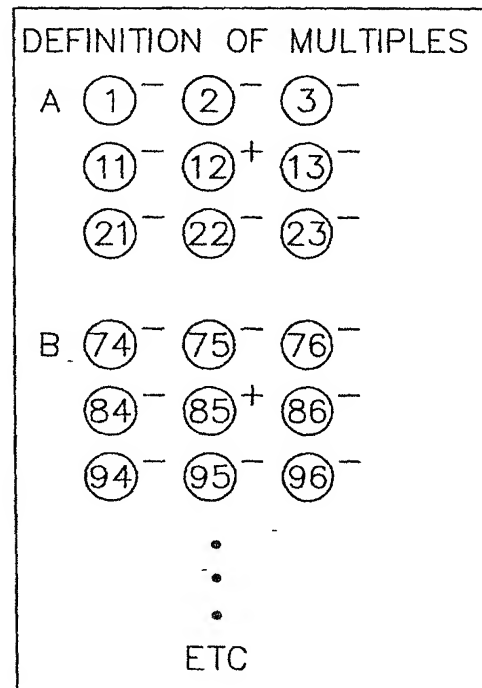 DEFINITION OF MULTIPLES
A 1 − 2 − 3 −
11 − 12 + 13 −
21 − 22 − 23 −
B 74 − 75 − 76 −
84 − 85 + 86 −
94 − 95 − 96 −
ETC